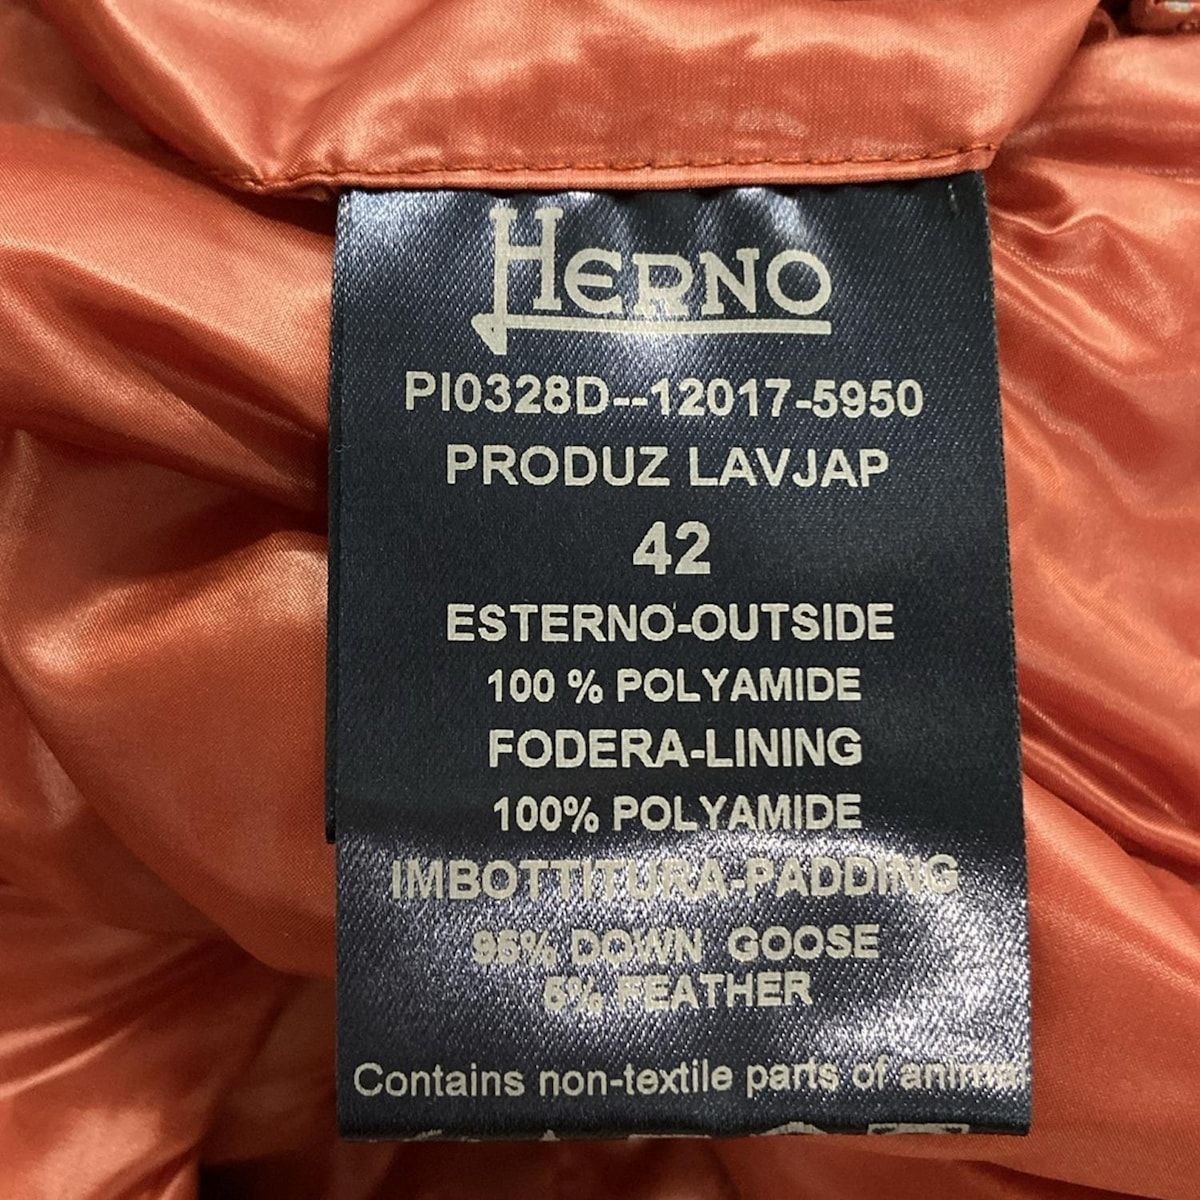 HERNO
PI0328D--12017-5950
PRODUZ LAVJAP
42
ESTERNO-OUTSIDE
100 % POLYAMIDE
FODERA-LINING
100% POLYAMIDE
IMBOTTITURA-PADDING
95% DOWN GOOSE
5% FEATHER
Contains non-textile parts of